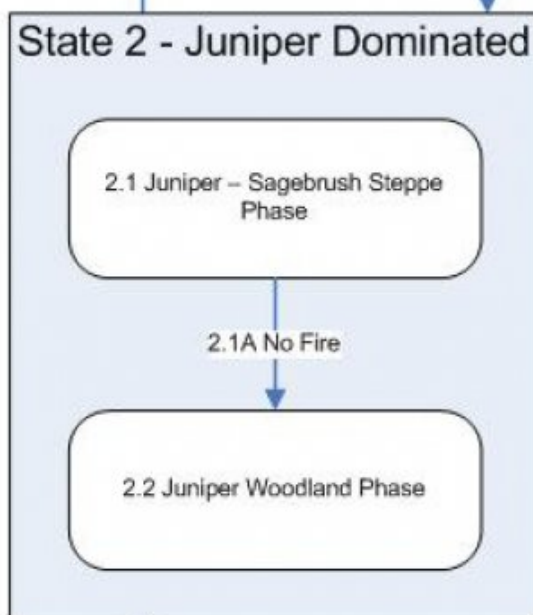 State 2 - Juniper Dominated
2.1 Juniper – Sagebrush Steppe
Phase
2.1A No Fire
2.2 Juniper Woodland Phase